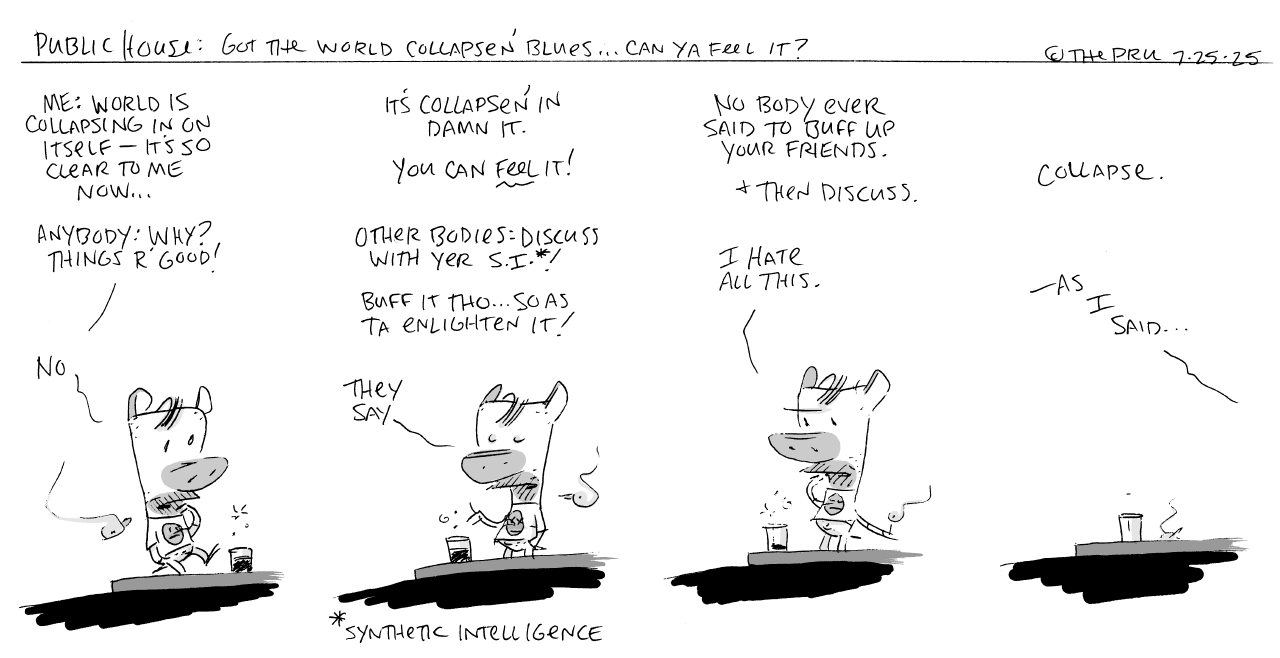 PUBLIC HOUSE: GOT THE WORLD COLLAPSEN' BLUES... CAN YA FEEL IT?
© THE PRU 7.25.25
ME: WORLD IS
COLLAPSING IN ON
ITSELF — IT'S SO
CLEAR TO ME
NOW...
ANYBODY: WHY?
THINGS R' GOOD!
NO
IT'S COLLAPSEN' IN
DAMN IT.
YOU CAN FEEL IT!
OTHER BODIES: DISCUSS
WITH YER S.I.*!
BUFF IT THO... SO AS
TA ENLIGHTEN IT!
THEY
SAY
*SYNTHETIC INTELLIGENCE
NO BODY EVER
SAID TO BUFF UP
YOUR FRIENDS.
+ THEN DISCUSS.
I HATE
ALL THIS.
COLLAPSE.
—AS
I
SAID...